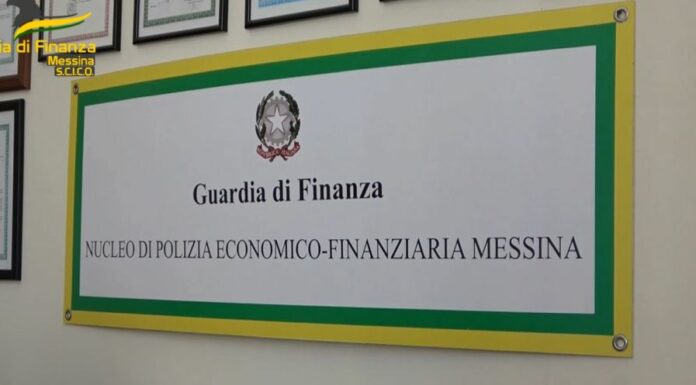 ia di Finanza
Messina
S.C.I.C.O.
Guardia di Finanza
NUCLEO DI POLIZIA ECONOMICO-FINANZIARIA MESSINA